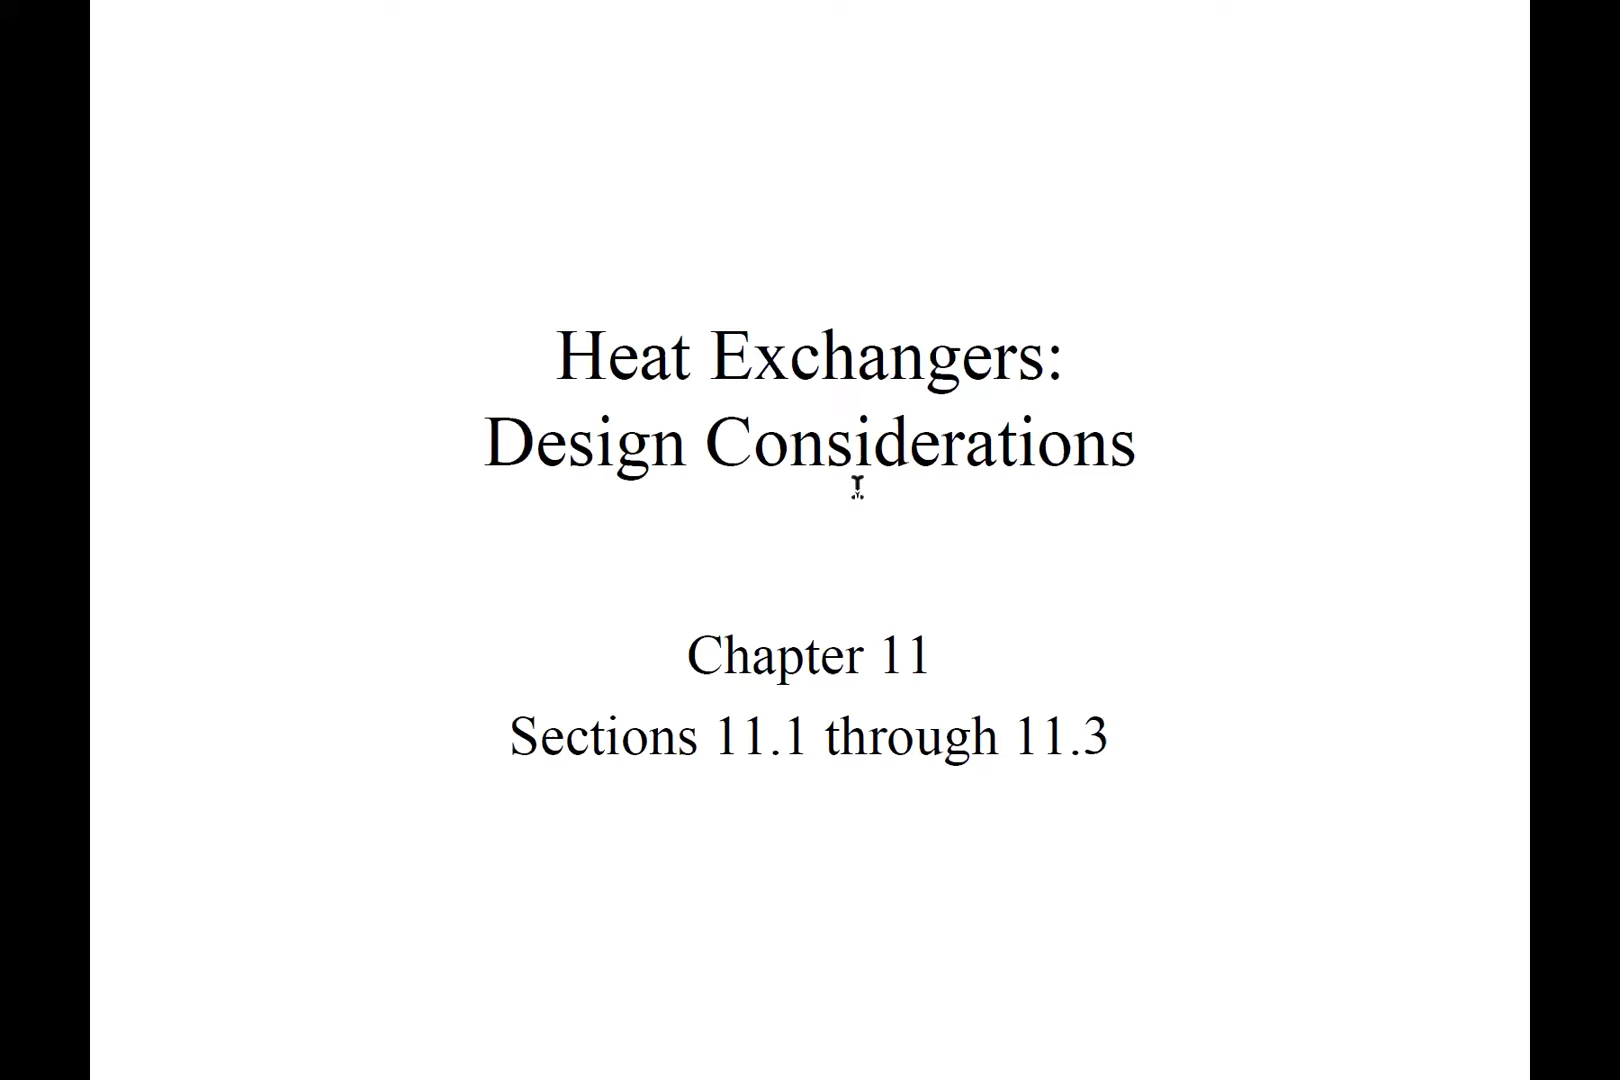 Heat Exchangers:
Design Considerations
Chapter 11
Sections 11.1 through 11.3